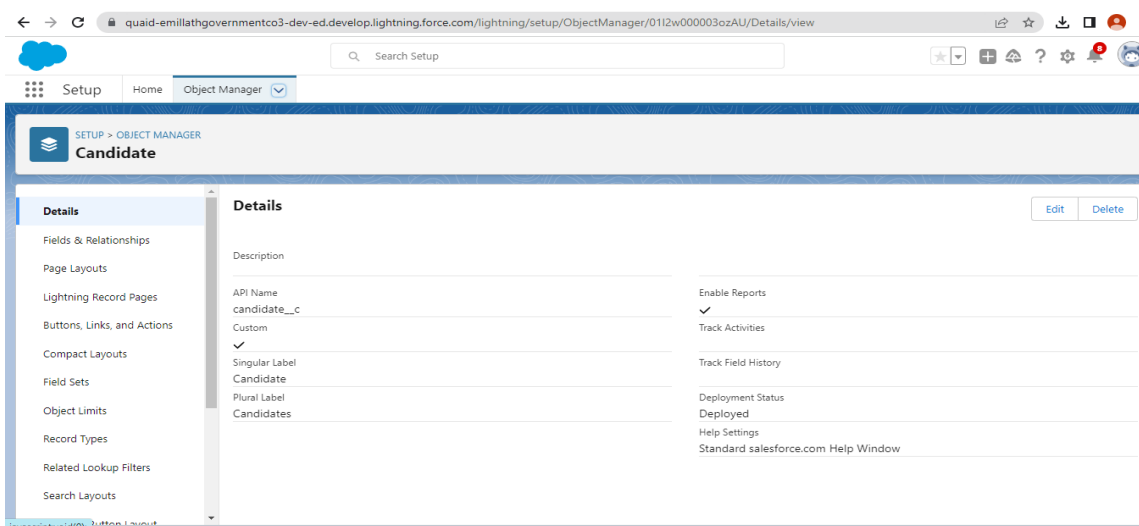 quaid-emillathgovernmentco3-dev-ed.develop.lightning.force.com/lightning/setup/ObjectManager/01I2w000003ozAU/Details/view
Search Setup
8
Setup Home Object Manager
SETUP > OBJECT MANAGER
Candidate
Details
Fields & Relationships
Page Layouts
Lightning Record Pages
Buttons, Links, and Actions
Compact Layouts
Field Sets
Object Limits
Record Types
Related Lookup Filters
Search Layouts
Button Layout
Details
Edit Delete
Description
API Name
candidate__c
Custom
Singular Label
Candidate
Plural Label
Candidates
Enable Reports
Track Activities
Track Field History
Deployment Status
Deployed
Help Settings
Standard salesforce.com Help Window